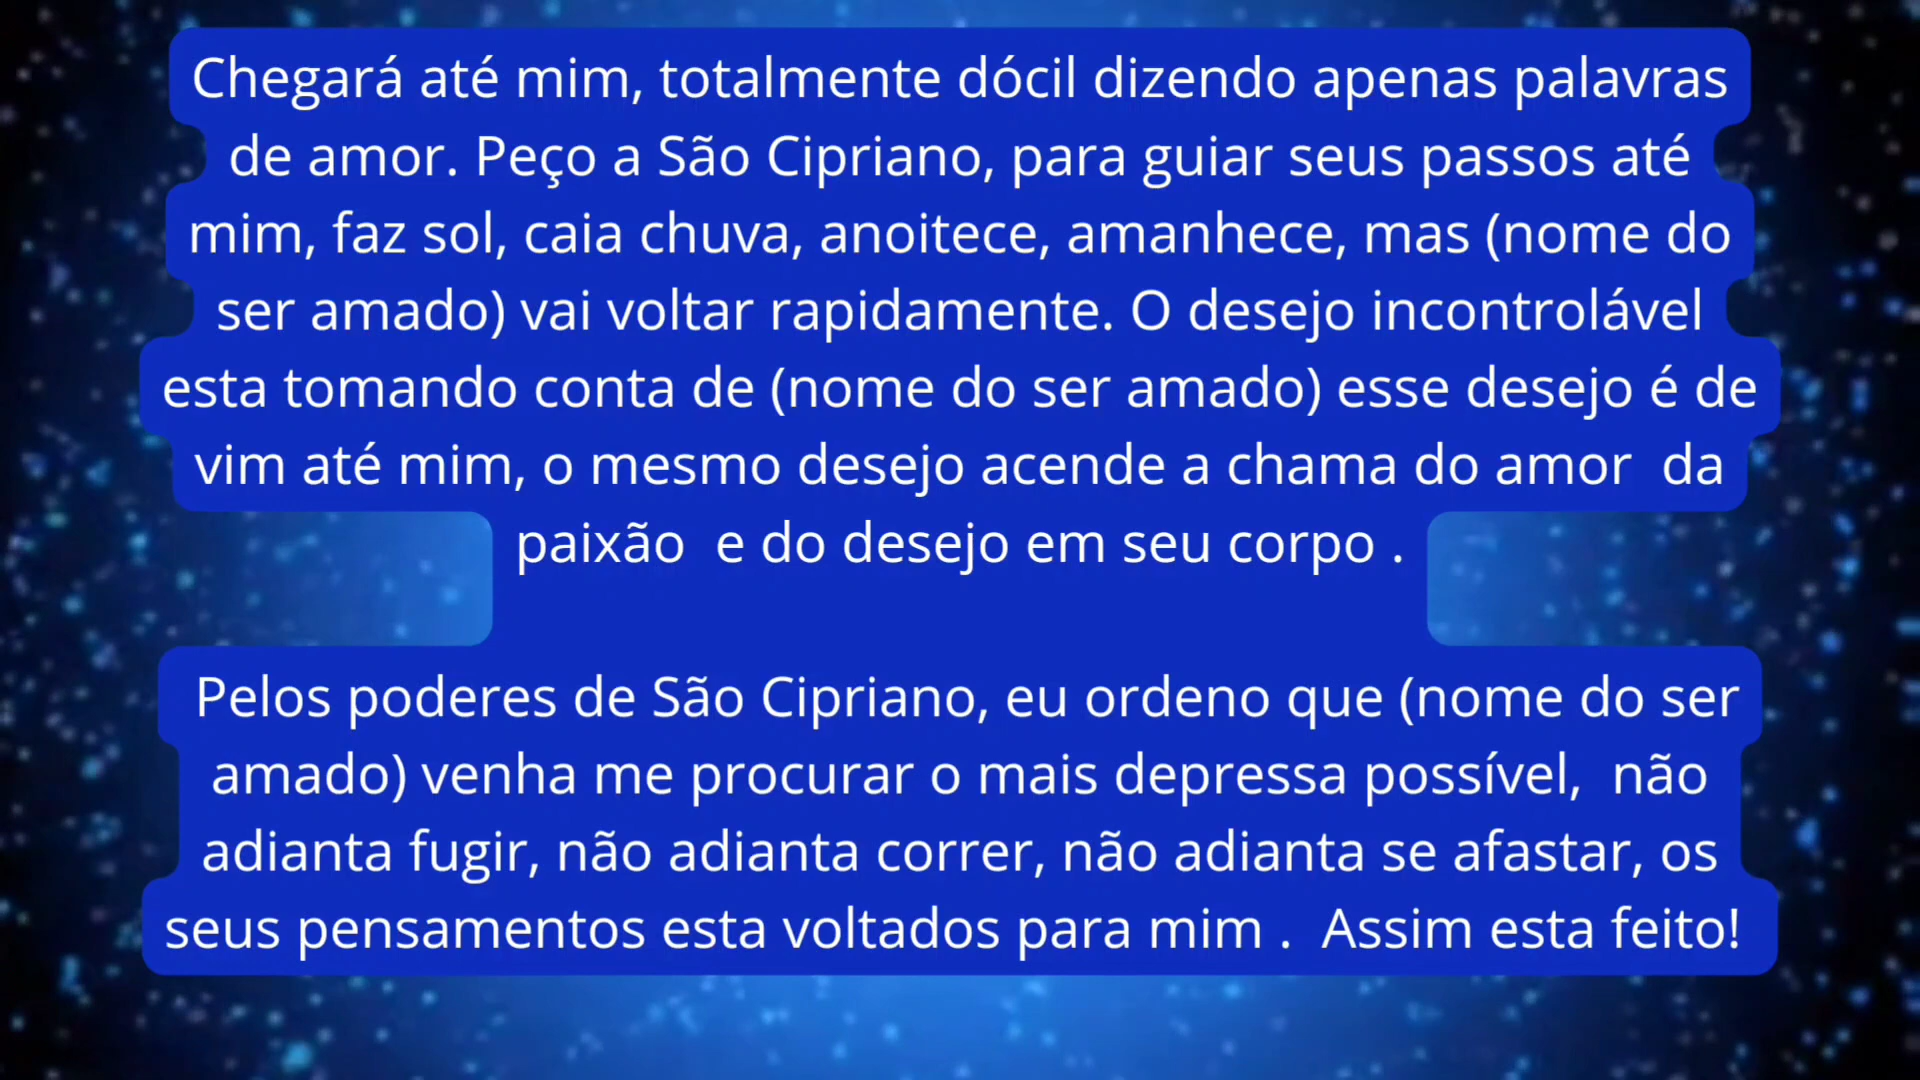 Chegará até mim, totalmente dócil dizendo apenas palavras
de amor. Peço a São Cipriano, para guiar seus passos até
mim, faz sol, caia chuva, anoitece, amanhece, mas (nome do
ser amado) vai voltar rapidamente. O desejo incontrolável
esta tomando conta de (nome do ser amado) esse desejo é de
vim até mim, o mesmo desejo acende a chama do amor  da
paixão  e do desejo em seu corpo .
Pelos poderes de São Cipriano, eu ordeno que (nome do ser
amado) venha me procurar o mais depressa possível,  não
adianta fugir, não adianta correr, não adianta se afastar, os
seus pensamentos esta voltados para mim .  Assim esta feito!